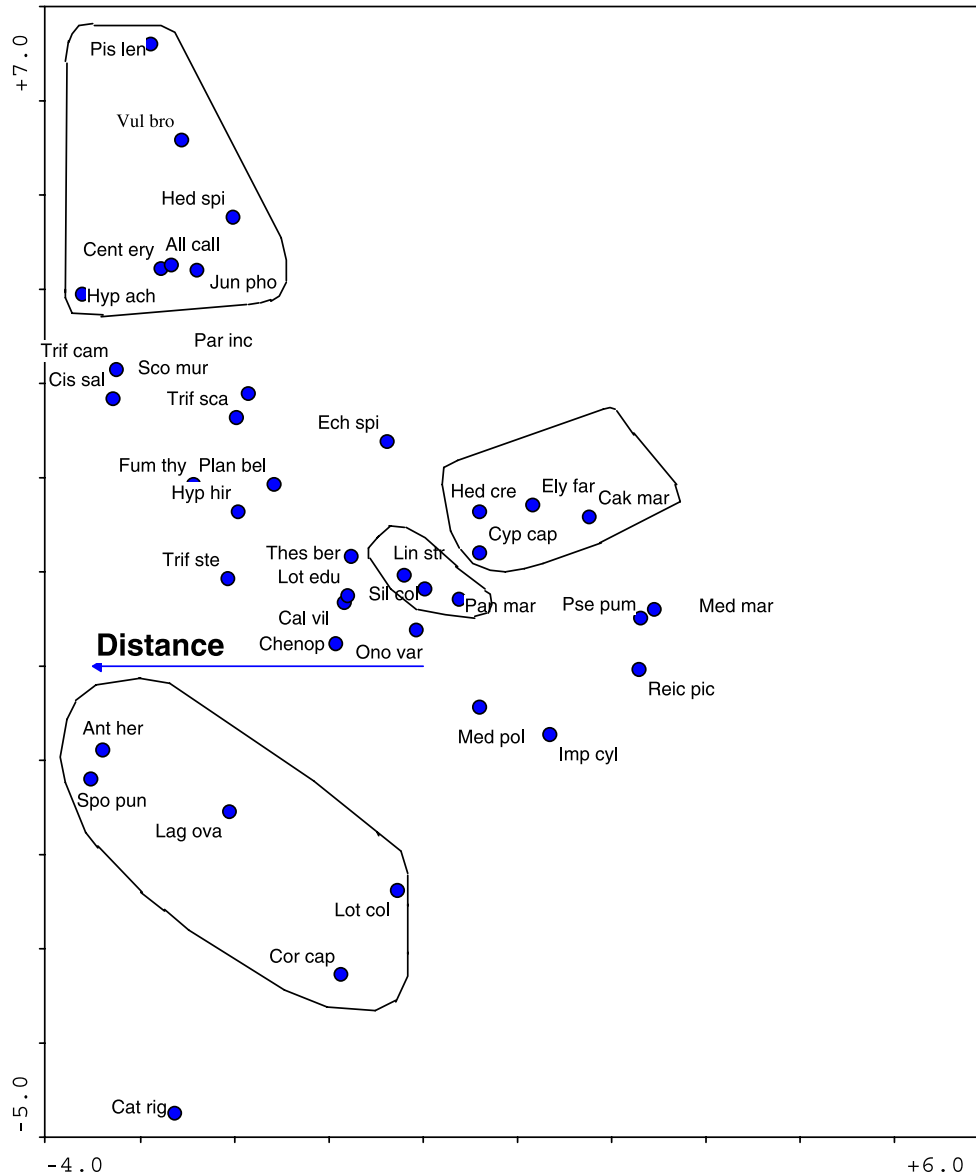 +7.0
Pis len
Vul bro
Hed spi
Cent ery
All call
Jun pho
Hyp ach
Par inc
Trif cam
Sco mur
Cis sal
Trif sca
Ech spi
Fum thy
Plan bel
Hyp hir
Hed cre
Ely far
Cak mar
Cyp cap
Trif ste
Thes ber
Lin str
Lot edu
Sil col
Pan mar
Pse pum
Med mar
Cal vil
Chenop
Ono var
Distance
Reic pic
Med pol
Imp cyl
Ant her
Spo pun
Lag ova
Lot col
Cor cap
Cat rig
-5.0
-4.0
+6.0